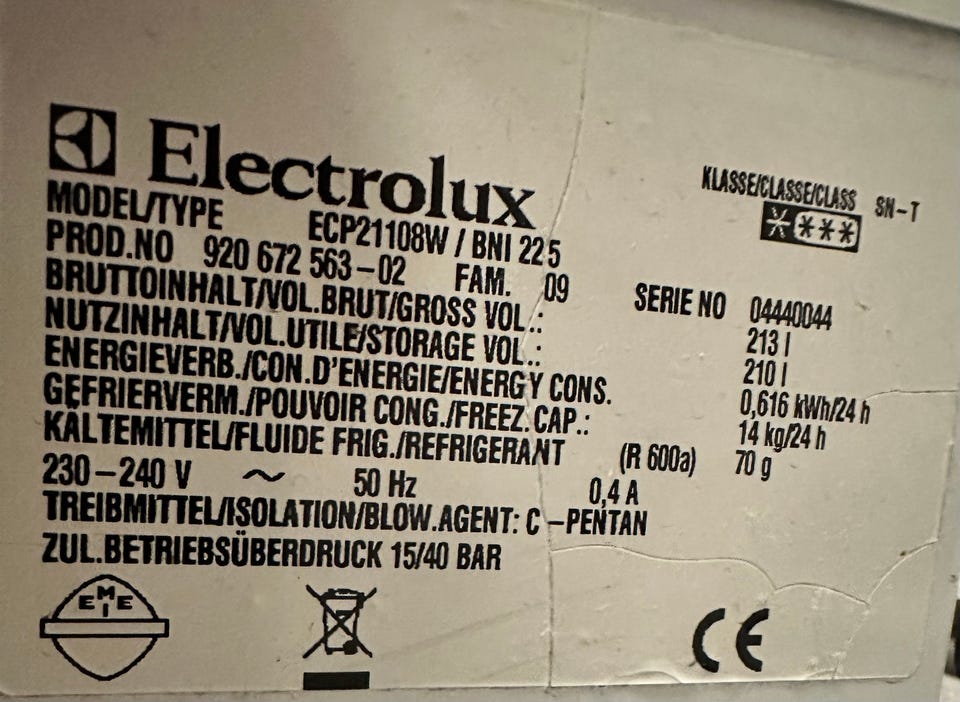 Electrolux
KLASSE/CLASSE/CLASS SN-T
MODEL/TYPE ECP21108W / BNI 225
PROD.NO 920 672 563-02 FAM. 09 SERIE NO 04440044
BRUTTOINHALT/VOL.BRUT/GROSS VOL.: 213 l
NUTZINHALT/VOL.UTILE/STORAGE VOL.: 210 l
ENERGIEVERB./CON.D'ENERGIE/ENERGY CONS. 0,616 kWh/24 h
GEFRIERVERM./POUVOIR CONG./FREEZ.CAP.: 14 kg/24 h
KÄLTEMITTEL/FLUIDE FRIG./REFRIGERANT (R 600a) 70 g
230-240 V ~ 50 Hz 0,4 A
TREIBMITTEL/ISOLATION/BLOW.AGENT: C-PENTAN
ZUL.BETRIEBSÜBERDRUCK 15/40 BAR
EMEI
CE